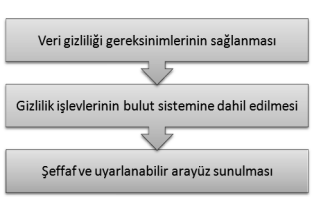 Veri gizliliği gereksinimlerinin sağlanması
Gizlilik işlevlerinin bulut sistemine dahil edilmesi
Şeffaf ve uyarlanabilir arayüz sunulması